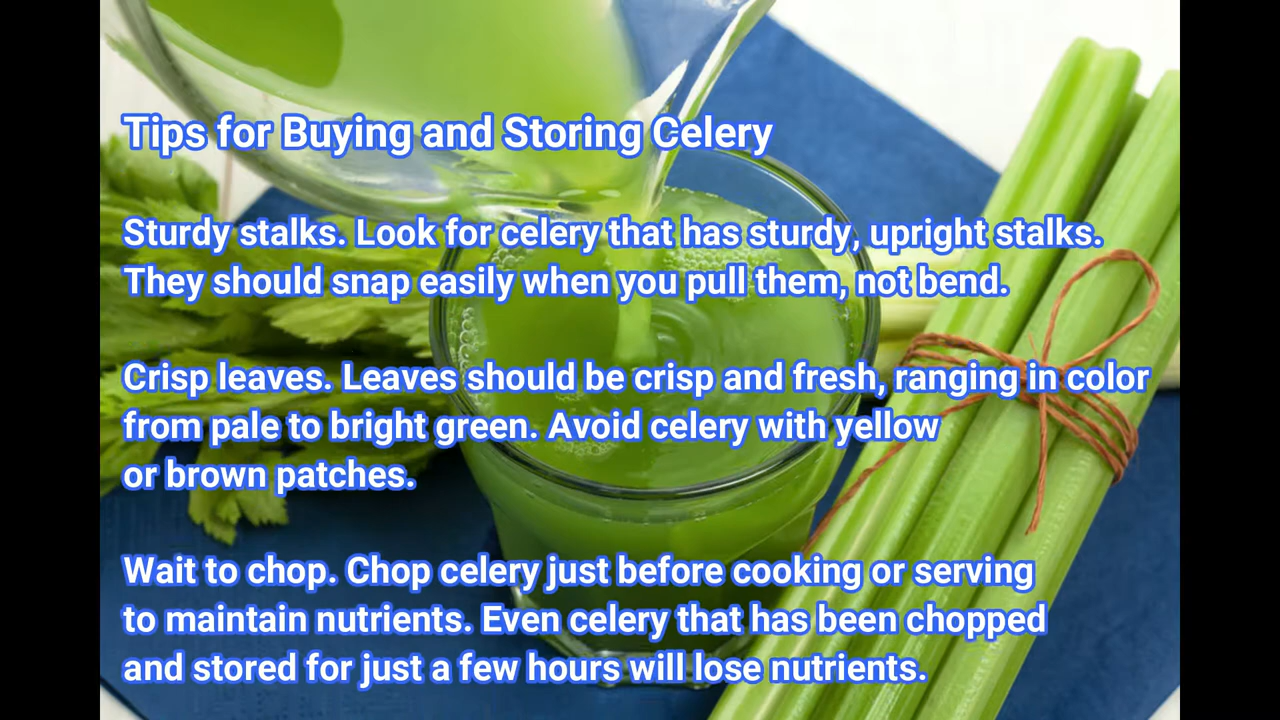 Tips for Buying and Storing Celery
Sturdy stalks. Look for celery that has sturdy, upright stalks.
They should snap easily when you pull them, not bend.
Crisp leaves. Leaves should be crisp and fresh, ranging in color
from pale to bright green. Avoid celery with yellow
or brown patches.
Wait to chop. Chop celery just before cooking or serving
to maintain nutrients. Even celery that has been chopped
and stored for just a few hours will lose nutrients.